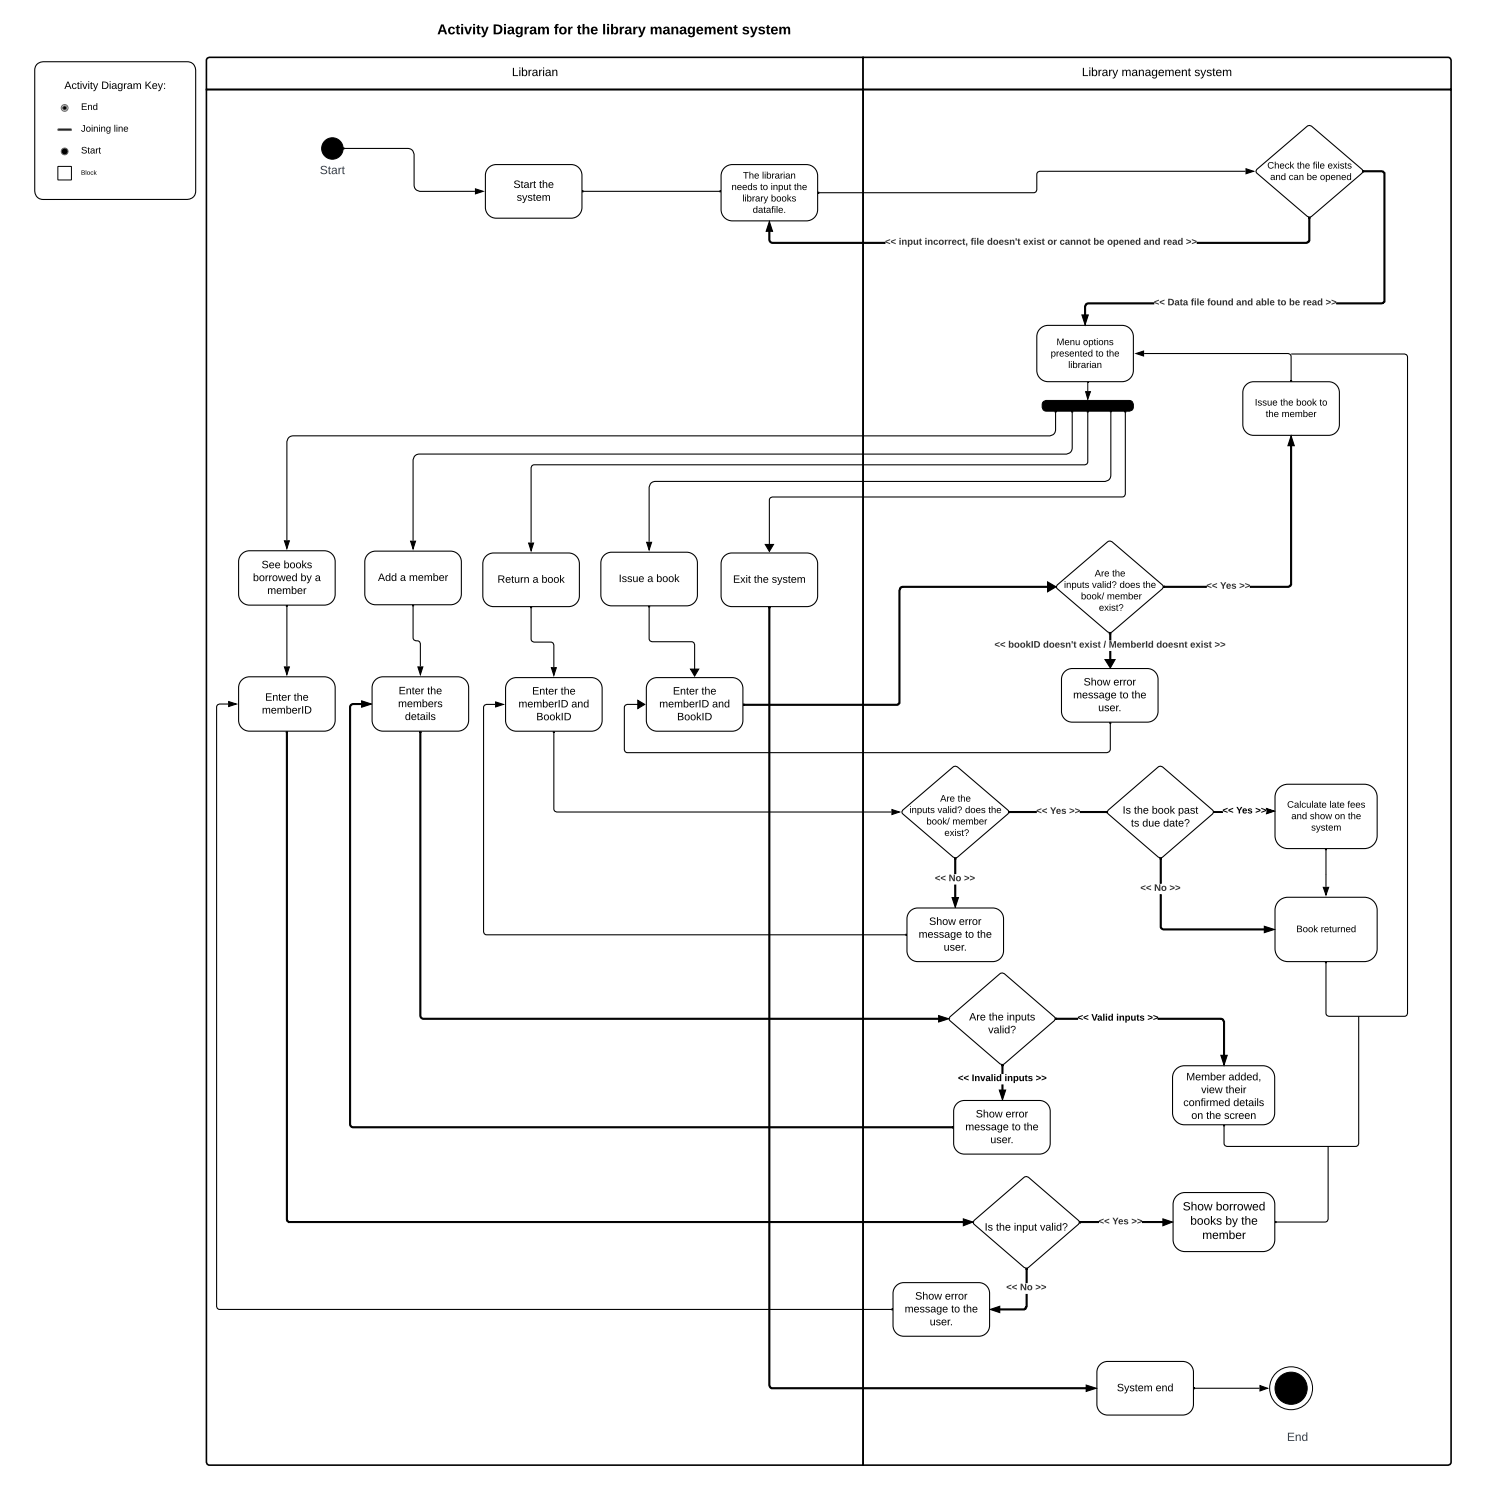 Activity Diagram for the library management system
Activity Diagram Key:
End
Joining line
Start
Block
Librarian
Library management system
Start
Start the
system
The librarian
needs to input the
library books
datafile.
Check the file exists
and can be opened
<< input incorrect, file doesn't exist or cannot be opened and read >>
<< Data file found and able to be read >>
Menu options
presented to the
librarian
Issue the book to
the member
See books
borrowed by a
member
Add a member
Return a book
Issue a book
Exit the system
Are the
inputs valid? does the
book/ member
exist?
<< Yes >>
<< bookID doesn't exist / MemberId doesnt exist >>
Show error
message to the
user.
Enter the
memberID
Enter the
members
details
Enter the
memberID and
BookID
Enter the
memberID and
BookID
Are the
inputs valid? does the
book/ member
exist?
<< Yes >>
Is the book past
ts due date?
<< Yes >>
Calculate late fees
and show on the
system
<< No >>
<< No >>
Show error
message to the
user.
Book returned
Are the inputs
valid?
<< Valid inputs >>
<< Invalid inputs >>
Show error
message to the
user.
Member added,
view their
confirmed details
on the screen
Is the input valid?
<< Yes >>
Show borrowed
books by the
member
<< No >>
Show error
message to the
user.
System end
End